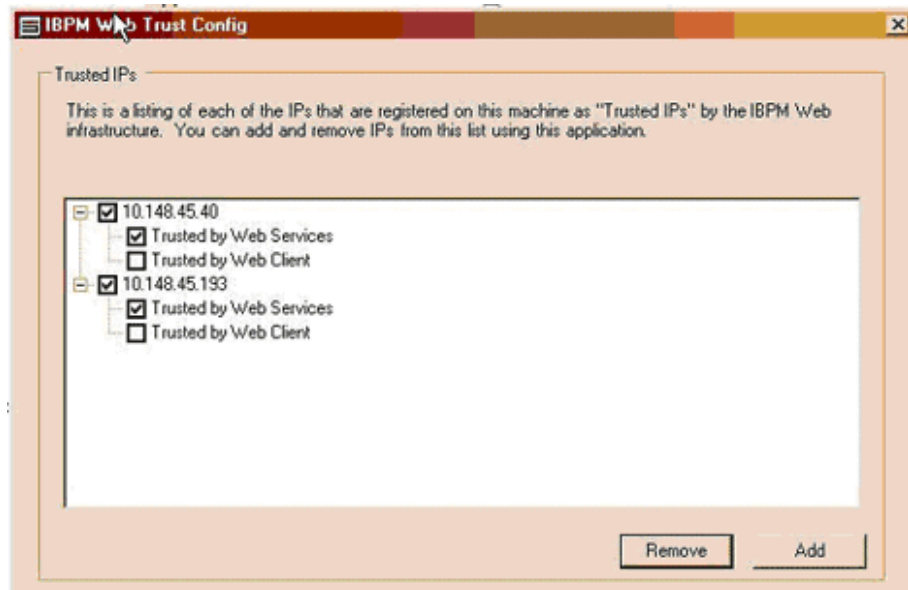 IBPM Web Trust Config
Trusted IPs
This is a listing of each of the IPs that are registered on this machine as "Trusted IPs" by the IBPM Web
infrastructure. You can add and remove IPs from this list using this application.
10.148.45.40
Trusted by Web Services
Trusted by Web Client
10.148.45.193
Trusted by Web Services
Trusted by Web Client
Remove
Add